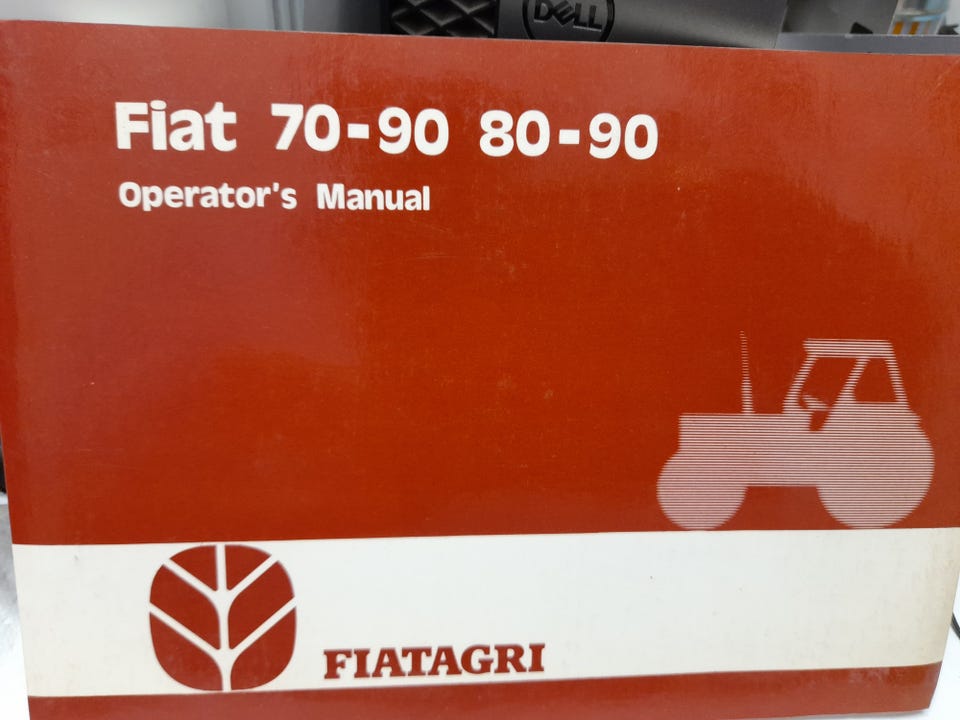 DELL
Fiat 70-90 80-90
Operator's Manual
FIATAGRI